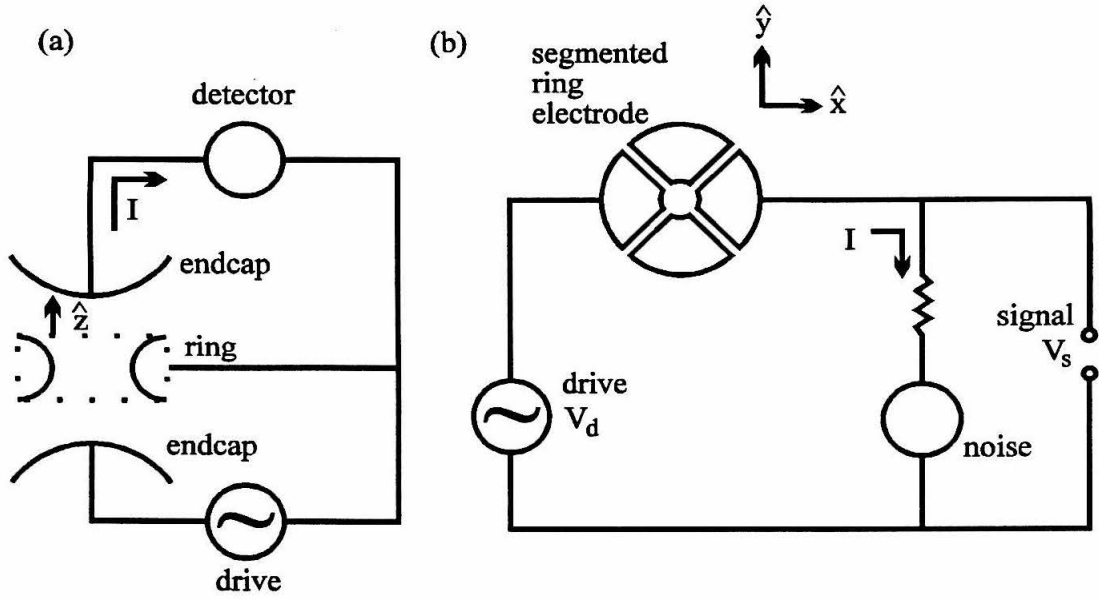 (a)
detector
I
endcap
ẑ
ring
endcap
drive
(b)
segmented
ring
electrode
ŷ
x̂
I
signal
V_s
drive
V_d
noise